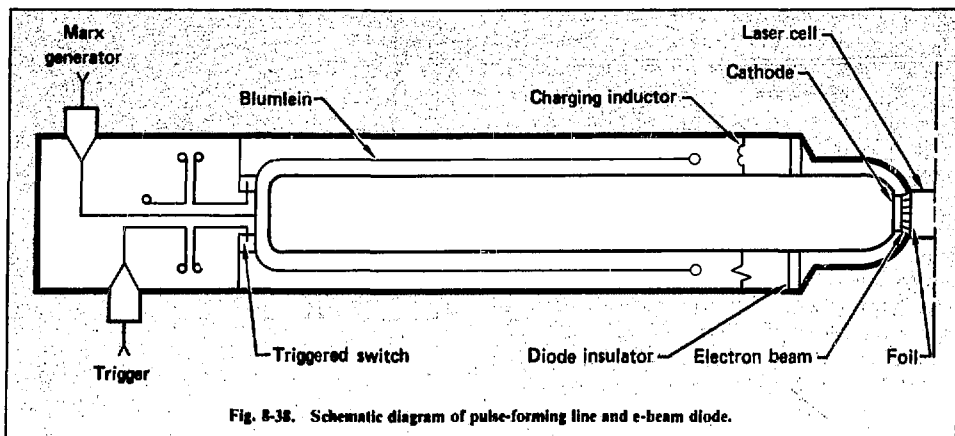 Marx
generator
Blumlein
Charging inductor
Laser cell
Cathode
Trigger
Triggered switch
Diode insulator
Electron beam
Foil
Fig. 8-38. Schematic diagram of pulse-forming line and e-beam diode.